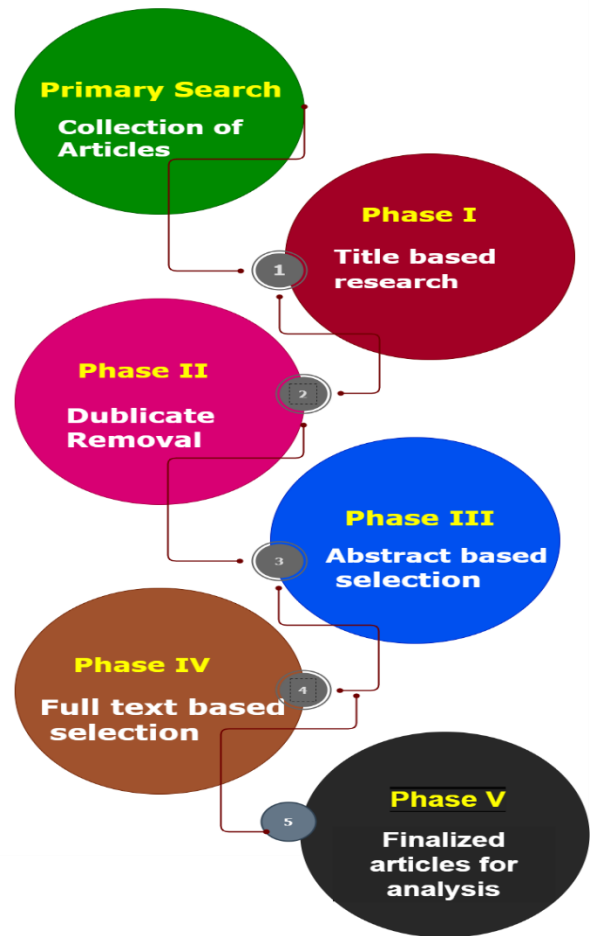 Primary Search
Collection of
Articles
Phase I
Title based
research
1
Phase II
Dublicate
Removal
2
Phase III
Abstract based
selection
3
Phase IV
Full text based
selection
4
Phase V
Finalized
articles for
analysis
5